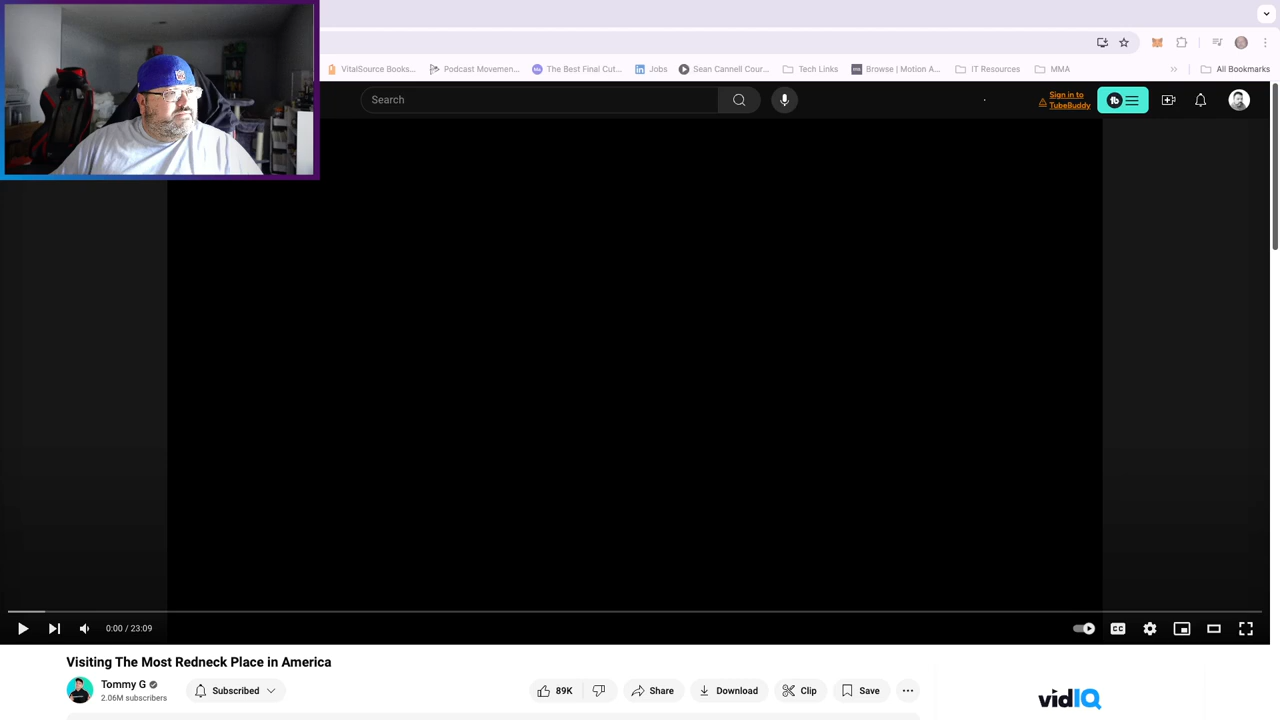 VitalSource Books...
Podcast Movemen...
The Best Final Cut...
Jobs
Sean Cannell Cour...
Tech Links
Browse | Motion A...
IT Resources
MMA
All Bookmarks
Search
Sign in to
TubeBuddy
0:00 / 23:09
CC
Visiting The Most Redneck Place in America
Tommy G
2.06M subscribers
Subscribed
89K
Share
Download
Clip
Save
vidIQ